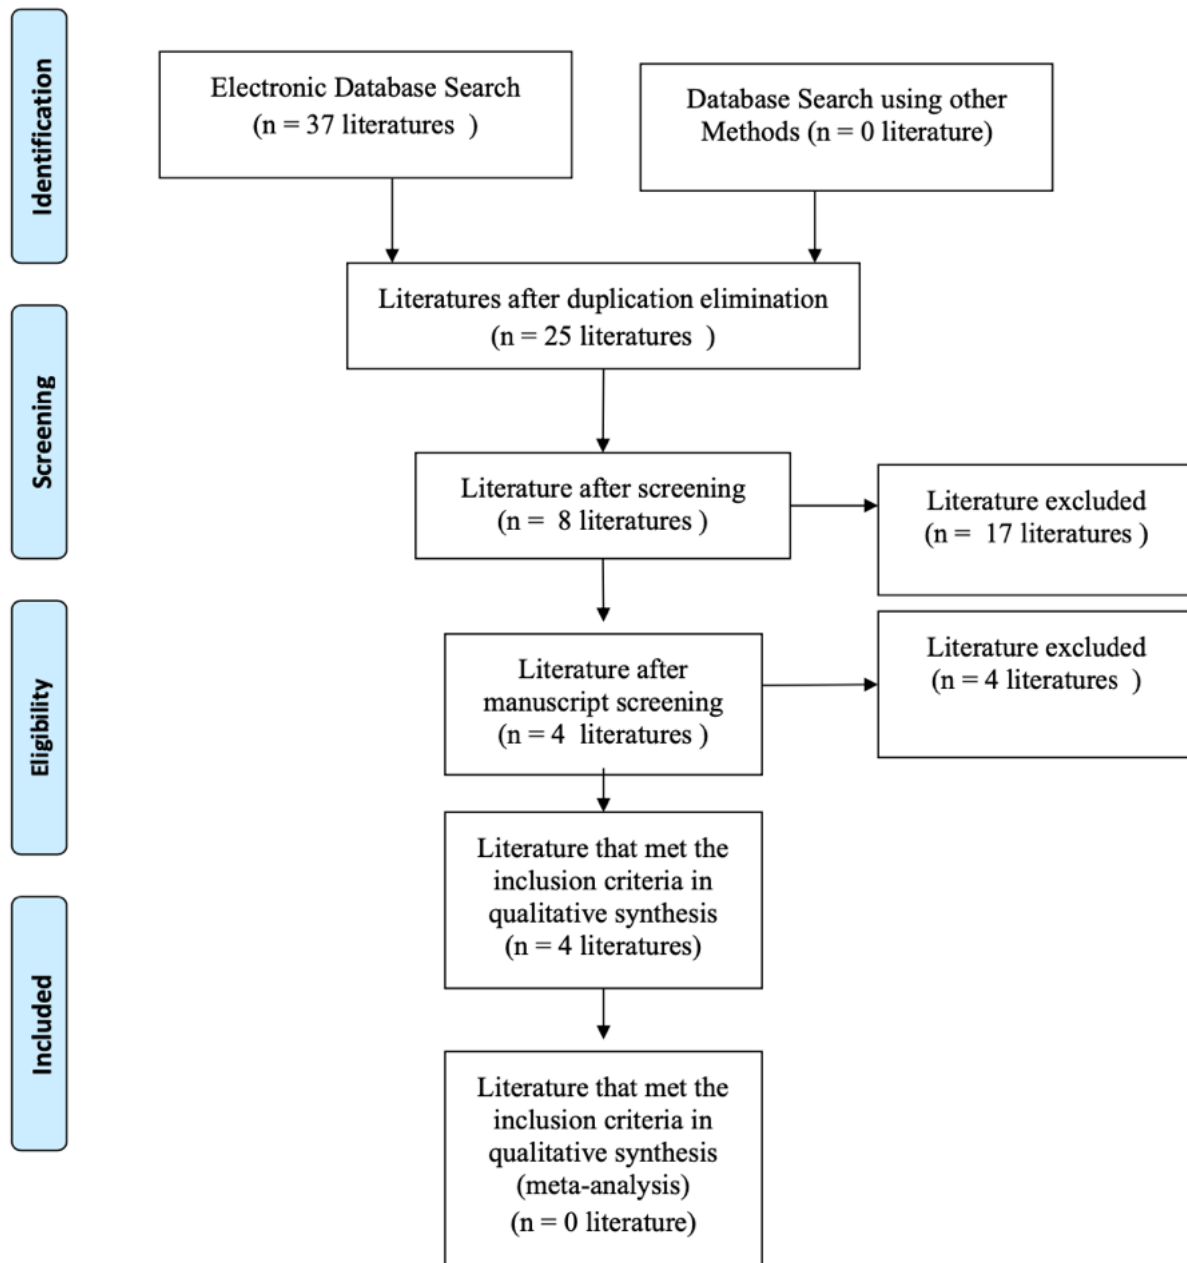 Identification
Electronic Database Search
(n = 37 literatures  )
Database Search using other
Methods (n = 0 literature)
Literatures after duplication elimination
(n = 25 literatures  )
Screening
Literature after screening
(n =  8 literatures )
Literature excluded
(n =  17 literatures )
Eligibility
Literature after
manuscript screening
(n = 4  literatures )
Literature excluded
(n = 4 literatures  )
Literature that met the
inclusion criteria in
qualitative synthesis
(n = 4 literatures)
Included
Literature that met the
inclusion criteria in
qualitative synthesis
(meta-analysis)
(n = 0 literature)